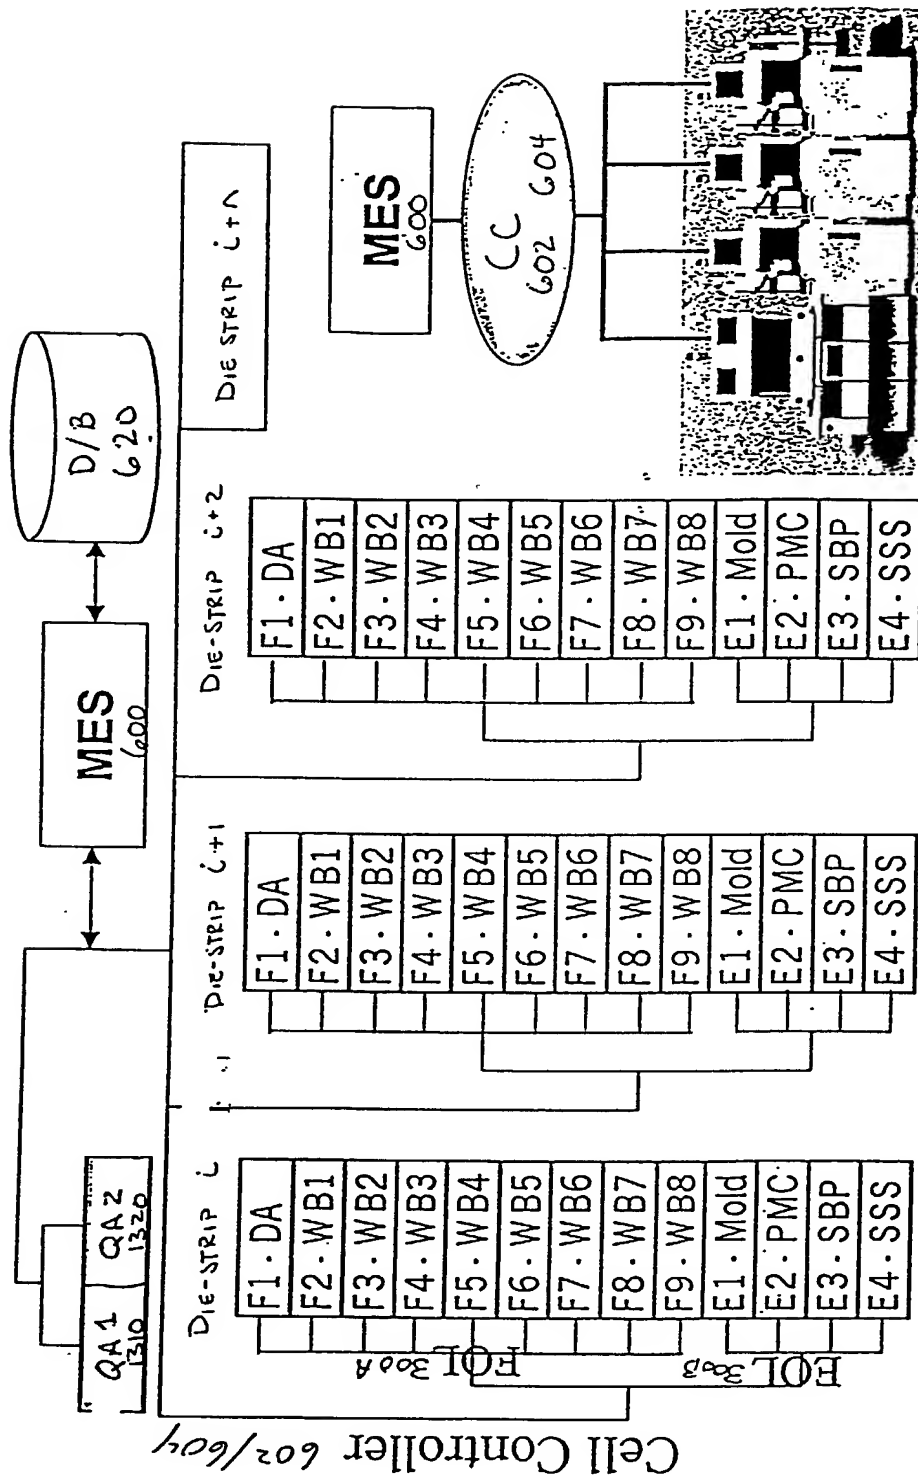 QA1
1310
QA2
1320
MES
600
D/B
620
DIE-STRIP i
F1·DA
F2·WB1
F3·WB2
F4·WB3
F5·WB4
F6·WB5
F7·WB6
F8·WB7
F9·WB8
E1·Mold
E2·PMC
E3·SBP
E4·SSS
FOL 300A
EOL 300B
Cell Controller 602/604
DIE-STRIP i+1
F1·DA
F2·WB1
F3·WB2
F4·WB3
F5·WB4
F6·WB5
F7·WB6
F8·WB7
F9·WB8
E1·Mold
E2·PMC
E3·SBP
E4·SSS
DIE-STRIP i+2
F1·DA
F2·WB1
F3·WB2
F4·WB3
F5·WB4
F6·WB5
F7·WB6
F8·WB7
F9·WB8
E1·Mold
E2·PMC
E3·SBP
E4·SSS
DIE STRIP i+n
MES
600
CC
602 604